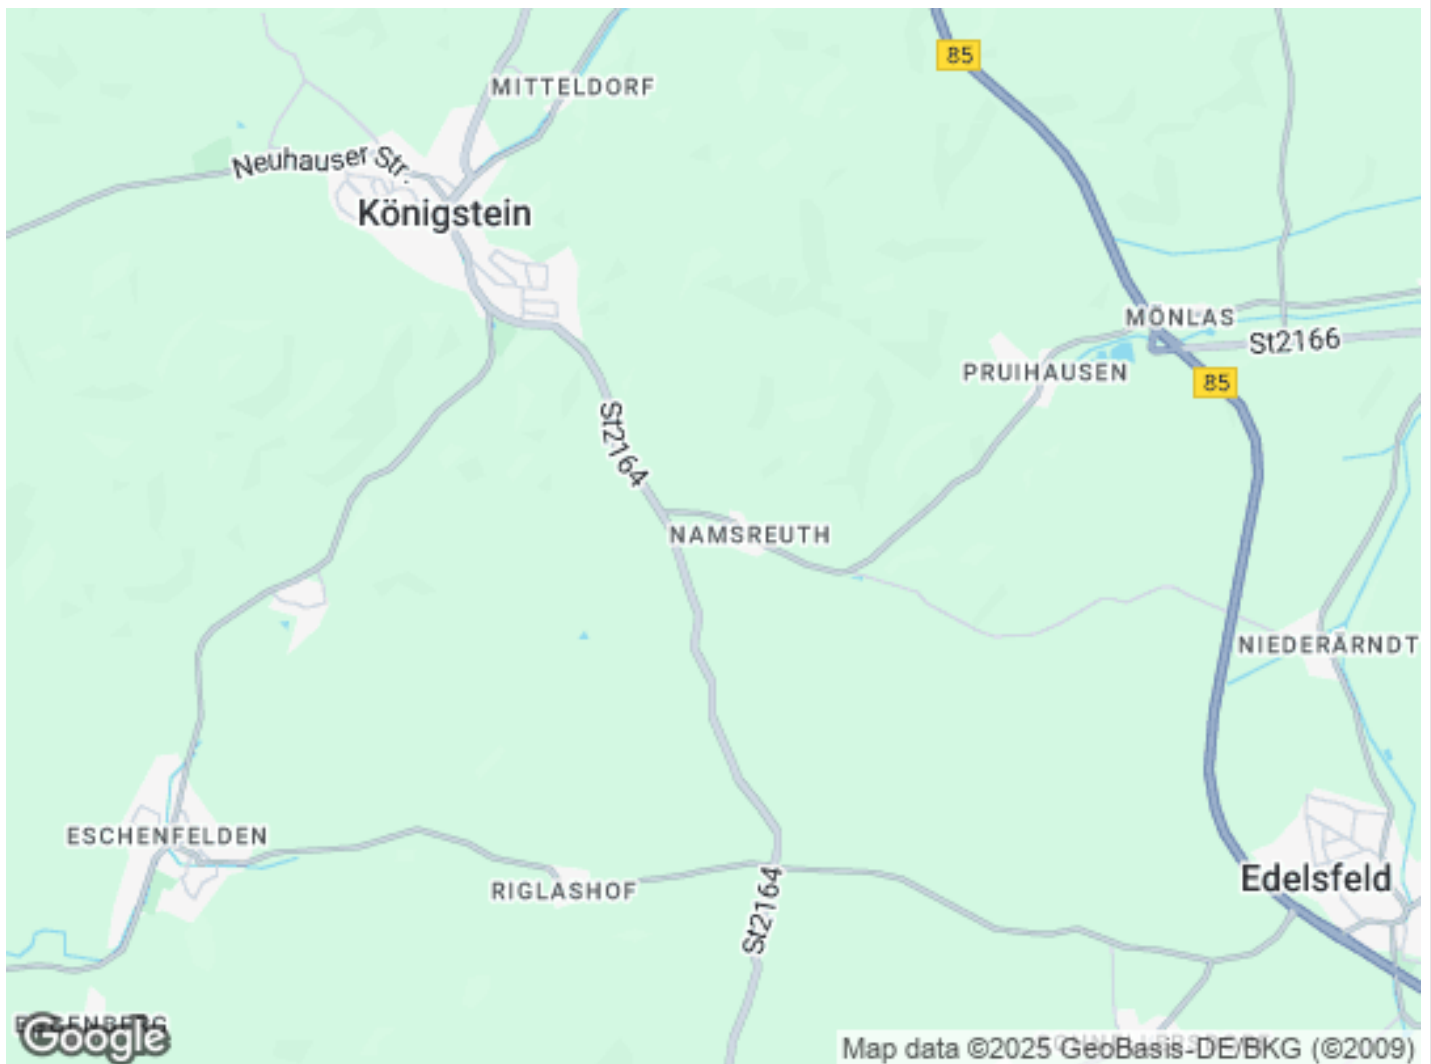 85
MITTELDORF
Neuhauser Str.
Königstein
MÖNLAS
St2166
PRUIHAUSEN
85
St2164
NAMSREUTH
NIEDERÄRNDT
ESCHENFELDEN
Edelsfeld
RIGLASHOF
St2164
Google
Map data ©2025 GeoBasis-DE/BKG (©2009)